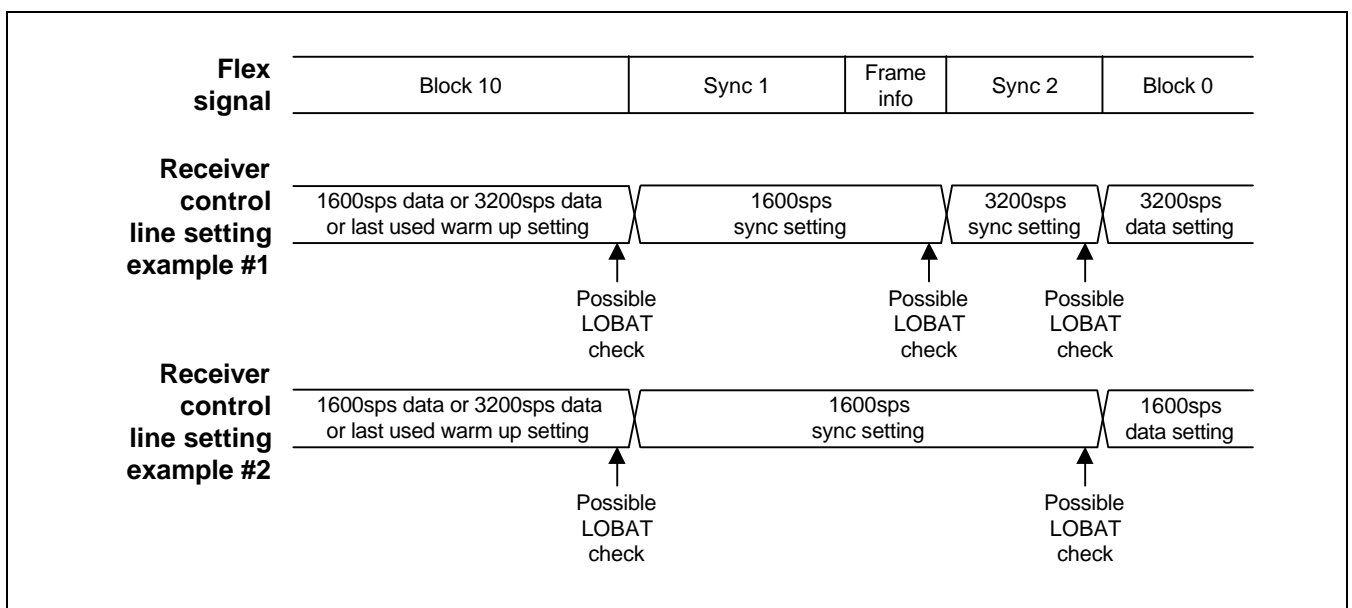 Flex
signal
Block 10
Sync 1
Frame
info
Sync 2
Block 0
Receiver
control
line setting
example #1
1600sps data or 3200sps data
or last used warm up setting
1600sps
sync setting
3200sps
sync setting
3200sps
data setting
Possible
LOBAT
check
Possible
LOBAT
check
Possible
LOBAT
check
Receiver
control
line setting
example #2
1600sps data or 3200sps data
or last used warm up setting
1600sps
sync setting
1600sps
data setting
Possible
LOBAT
check
Possible
LOBAT
check